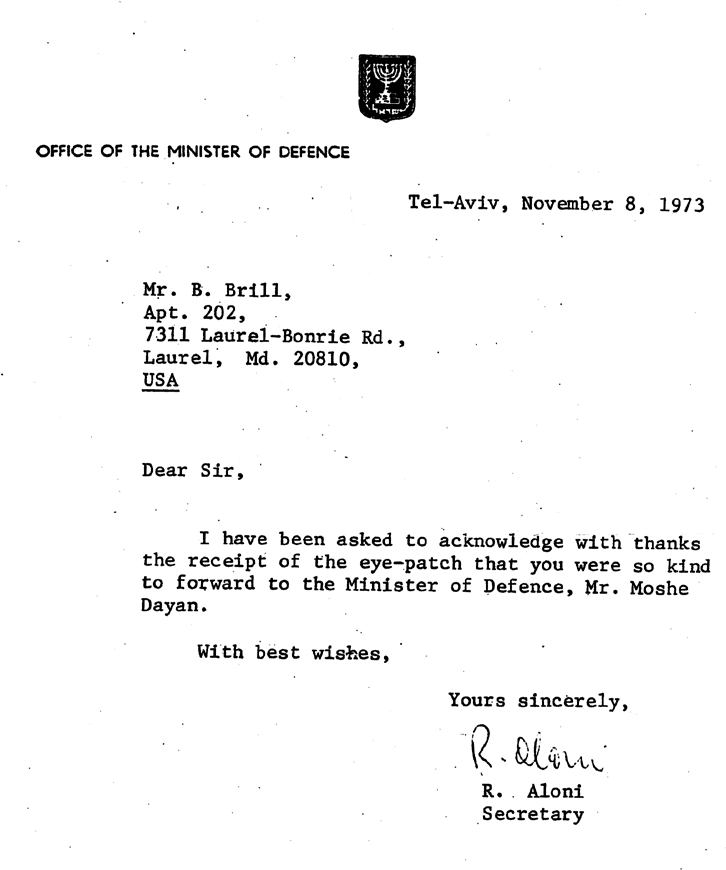 ישראל
OFFICE OF THE MINISTER OF DEFENCE
Tel-Aviv, November 8, 1973
Mr. B. Brill,
Apt. 202,
7311 Laurel-Bonrie Rd.,
Laurel, Md. 20810,
USA
Dear Sir,
I have been asked to acknowledge with thanks
the receipt of the eye-patch that you were so kind
to forward to the Minister of Defence, Mr. Moshe
Dayan.
With best wishes,
Yours sincerely,
R. Aloni
R. Aloni
Secretary